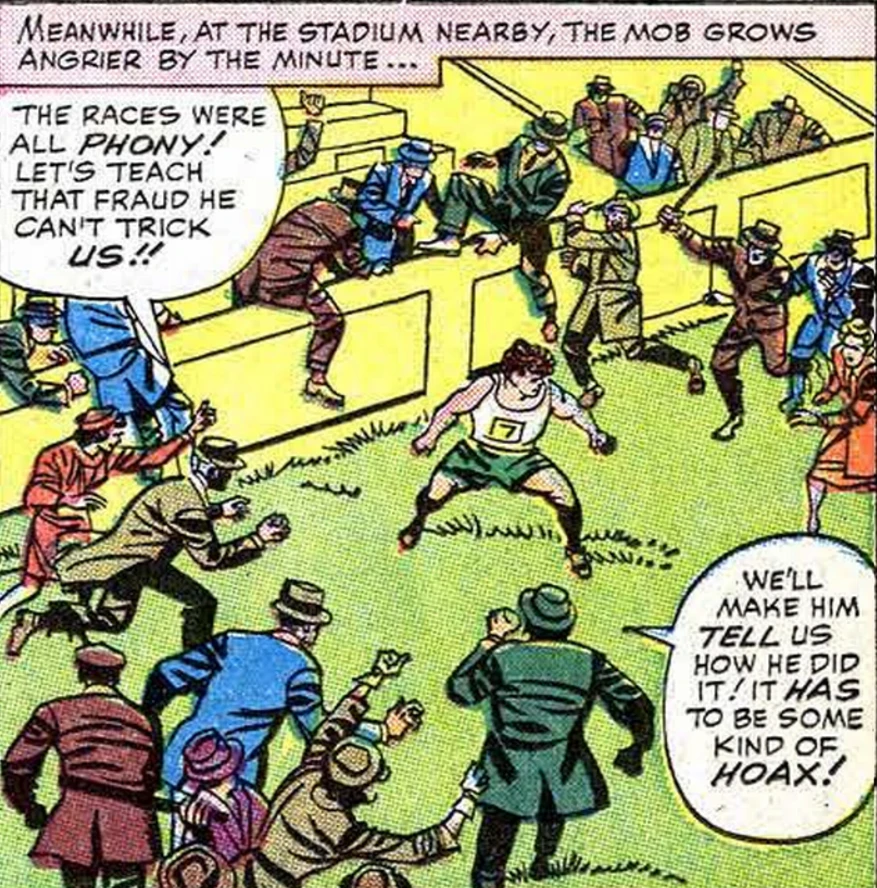 MEANWHILE, AT THE STADIUM NEARBY, THE MOB GROWS
ANGRIER BY THE MINUTE...
THE RACES WERE
ALL PHONY!
LET'S TEACH
THAT FRAUD HE
CAN'T TRICK
US!!
7
WE'LL
MAKE HIM
TELL US
HOW HE DID
IT! IT HAS
TO BE SOME
KIND OF
HOAX!